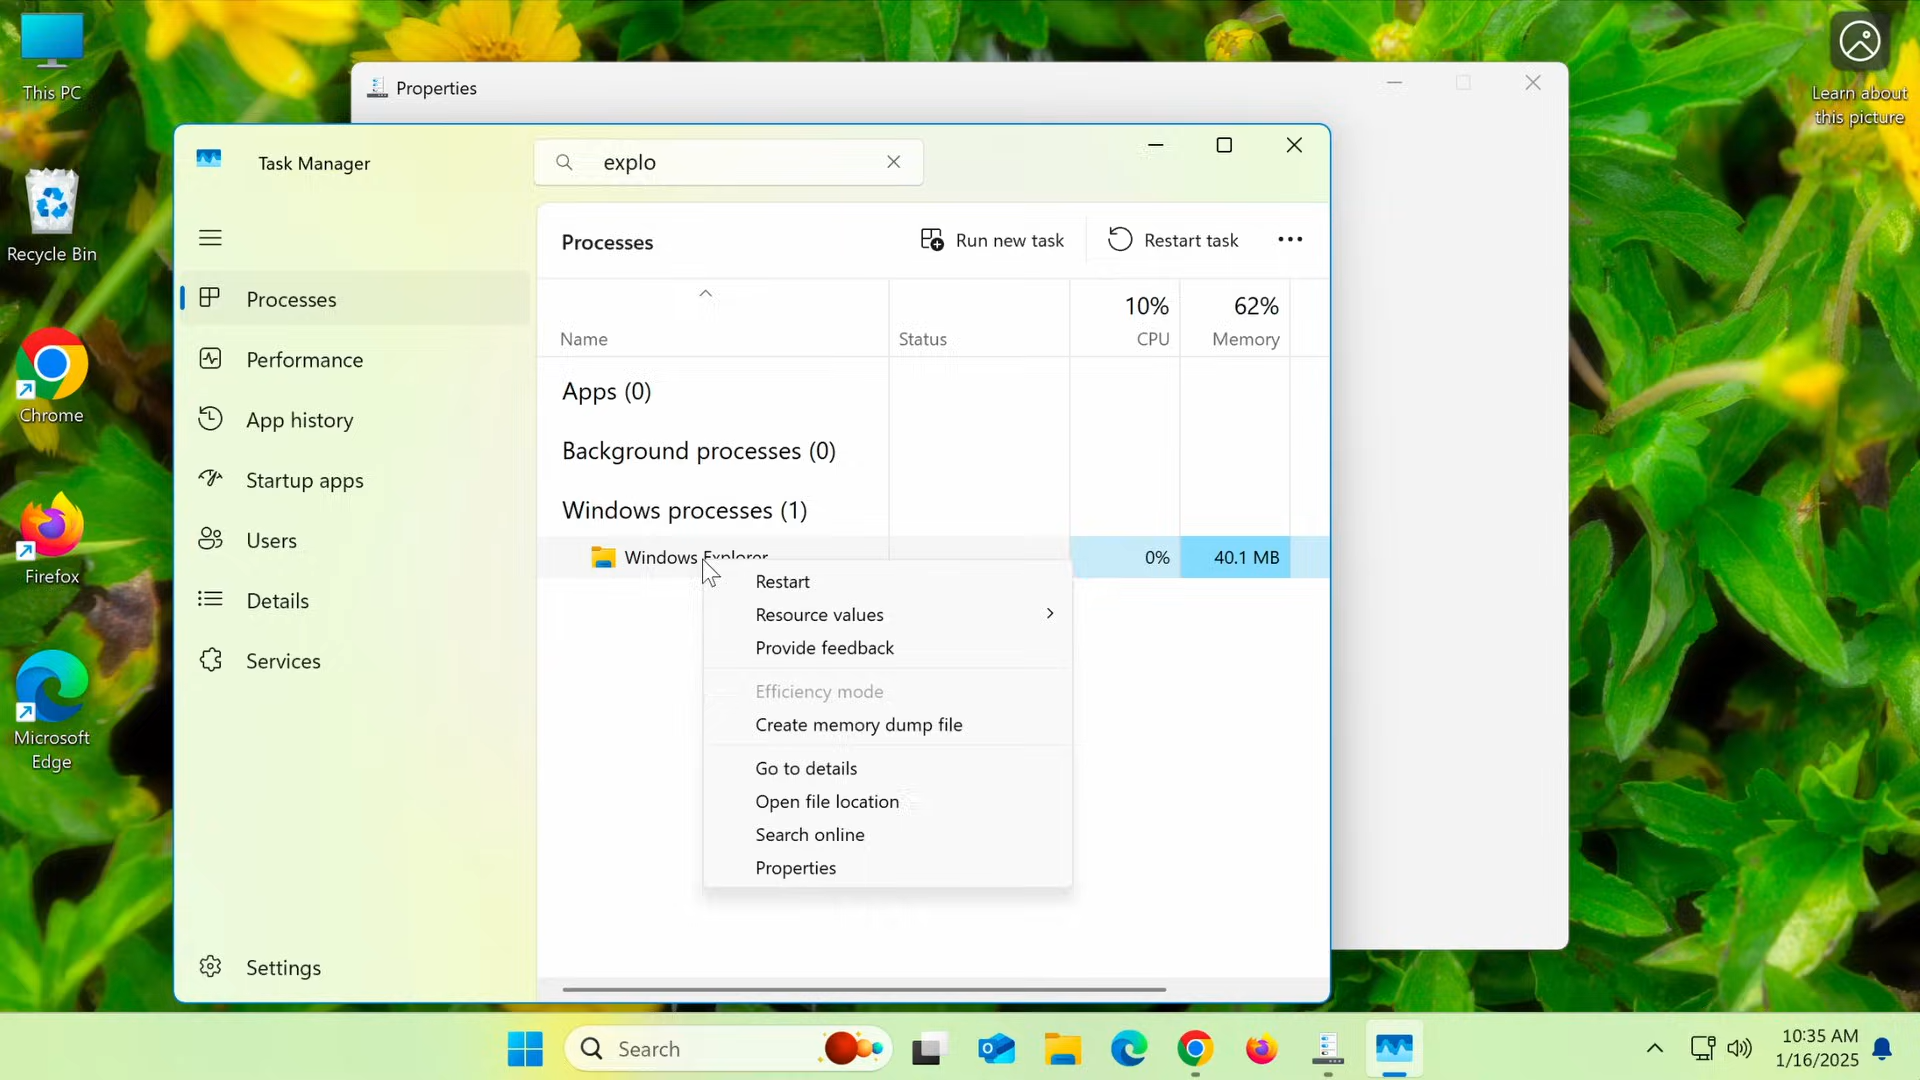 This PC
Recycle Bin
Chrome
Firefox
Microsoft
Edge
Learn about
this picture
Properties
Task Manager
explo
Processes
Performance
App history
Startup apps
Users
Details
Services
Settings
Processes
Run new task
Restart task
Name
Status
10%
CPU
62%
Memory
Apps (0)
Background processes (0)
Windows processes (1)
Windows Explorer
0%
40.1 MB
Restart
Resource values
Provide feedback
Efficiency mode
Create memory dump file
Go to details
Open file location
Search online
Properties
Search
10:35 AM
1/16/2025